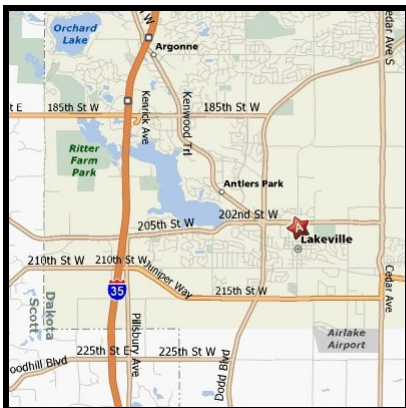 W
Orchard
Lake
Argonne
edar Ave S
t E
185th St W
185th St W
Kenrick Ave
Kenwood Trl
Ritter
Farm
Park
Antlers Park
202nd St W
205th St W
A
Lakeville
210th St W
210th St W
Juniper Way
35
215th St W
Cedar Ave
Dakota
Scott
Pillsbury Ave
Airlake
Airport
225th St E
225th St W
oodhill Blvd
Dodd Blvd